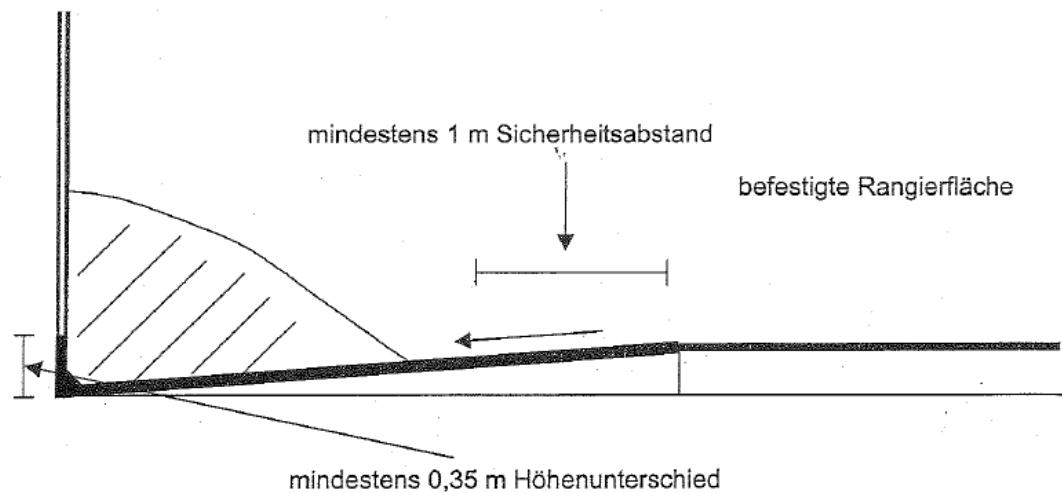 mindestens 1 m Sicherheitsabstand
befestigte Rangierfläche
mindestens 0,35 m Höhenunterschied